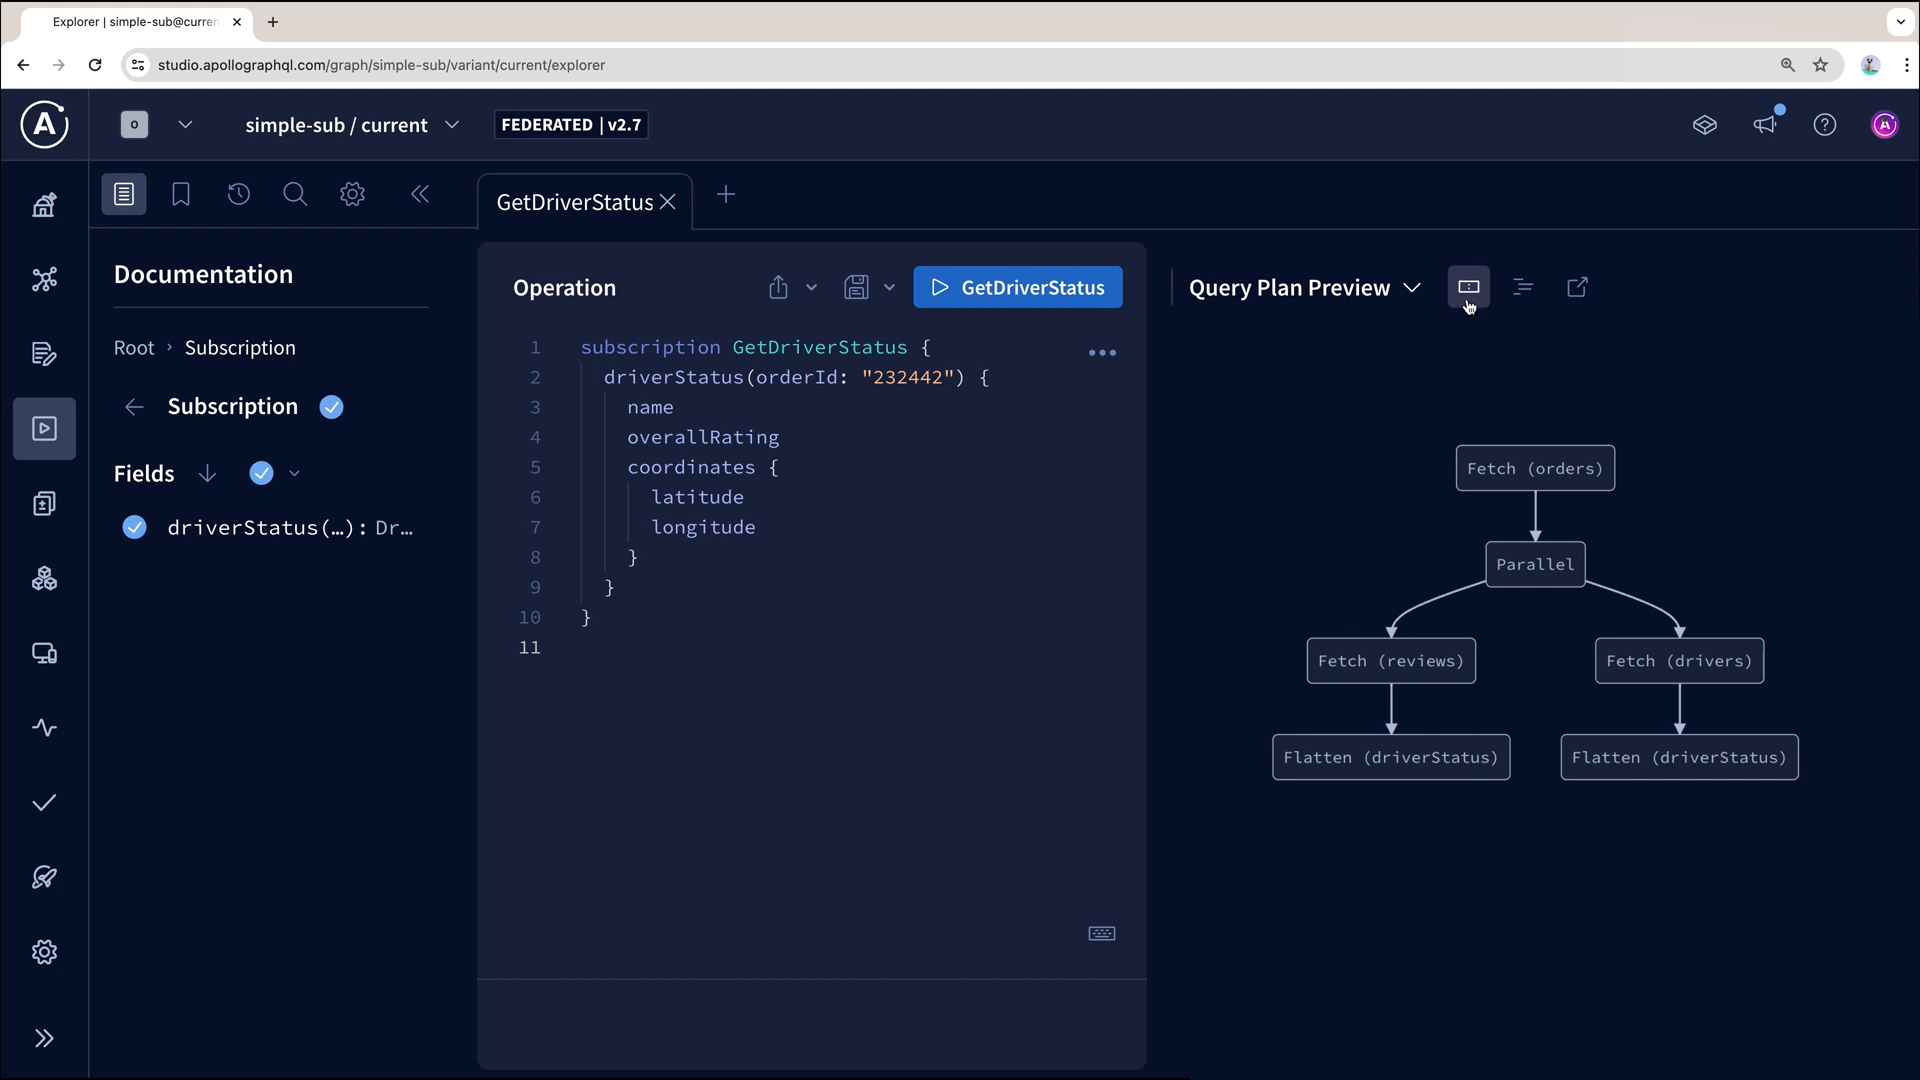 Explorer | simple-sub@curren
studio.apollographql.com/graph/simple-sub/variant/current/explorer
O
simple-sub / current
FEDERATED | v2.7
GetDriverStatus
Documentation
Root › Subscription
Subscription
Fields
driverStatus(…): Dr…
Operation
GetDriverStatus
1 subscription GetDriverStatus {
2 driverStatus(orderId: "232442") {
3 name
4 overallRating
5 coordinates {
6 latitude
7 longitude
8 }
9 }
10 }
11
Query Plan Preview
Fetch (orders)
Parallel
Fetch (reviews)
Fetch (drivers)
Flatten (driverStatus)
Flatten (driverStatus)